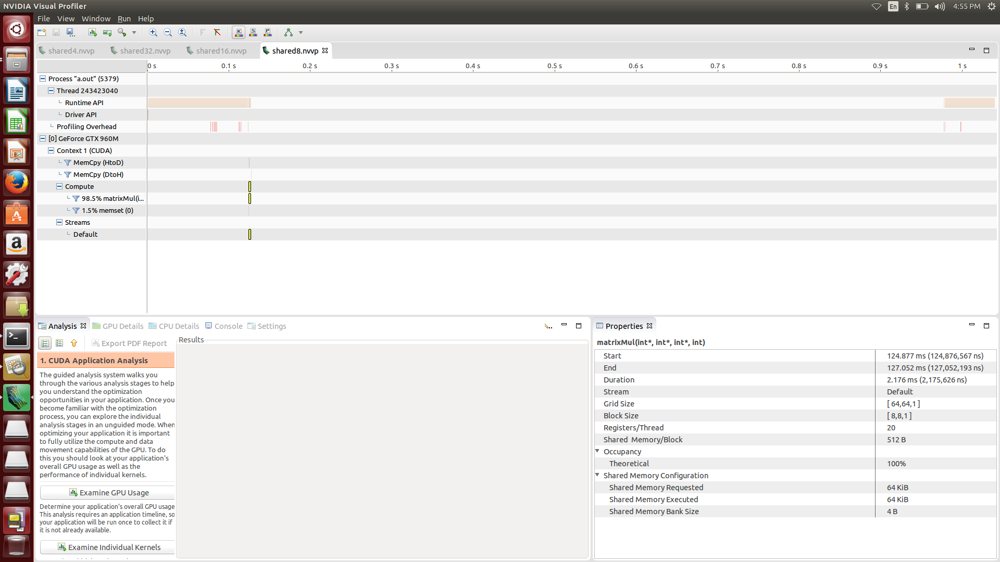 NVIDIA Visual Profiler
En
4:55 PM
File View Window Run Help
shared4.nvvp
shared32.nvvp
shared16.nvvp
shared8.nvvp
0 s
0.1 s
0.2 s
0.3 s
0.4 s
0.5 s
0.6 s
0.7 s
0.8 s
0.9 s
1 s
Process "a.out" (5379)
Thread 243423040
Runtime API
Driver API
Profiling Overhead
[0] GeForce GTX 960M
Context 1 (CUDA)
MemCpy (HtoD)
MemCpy (DtoH)
Compute
98.5% matrixMul(i...
1.5% memset (0)
Streams
Default
Analysis
GPU Details
CPU Details
Console
Settings
Export PDF Report
Results
1. CUDA Application Analysis
The guided analysis system walks you
through the various analysis stages to help
you understand the optimization
opportunities in your application. Once you
become familiar with the optimization
process, you can explore the individual
analysis stages in an unguided mode. When
optimizing your application it is important
to fully utilize the compute and data
movement capabilities of the GPU. To do
this you should look at your application's
overall GPU usage as well as the
performance of individual kernels.
Examine GPU Usage
Determine your application's overall GPU usage
This analysis requires an application timeline, so
your application will be run once to collect it if
it is not already available.
Examine Individual Kernels
Properties
matrixMul(int*, int*, int*, int)
Start 124.877 ms (124,876,567 ns)
End 127.052 ms (127,052,193 ns)
Duration 2.176 ms (2,175,626 ns)
Stream Default
Grid Size [ 64,64,1 ]
Block Size [ 8,8,1 ]
Registers/Thread 20
Shared Memory/Block 512 B
Occupancy
Theoretical 100%
Shared Memory Configuration
Shared Memory Requested 64 KiB
Shared Memory Executed 64 KiB
Shared Memory Bank Size 4 B